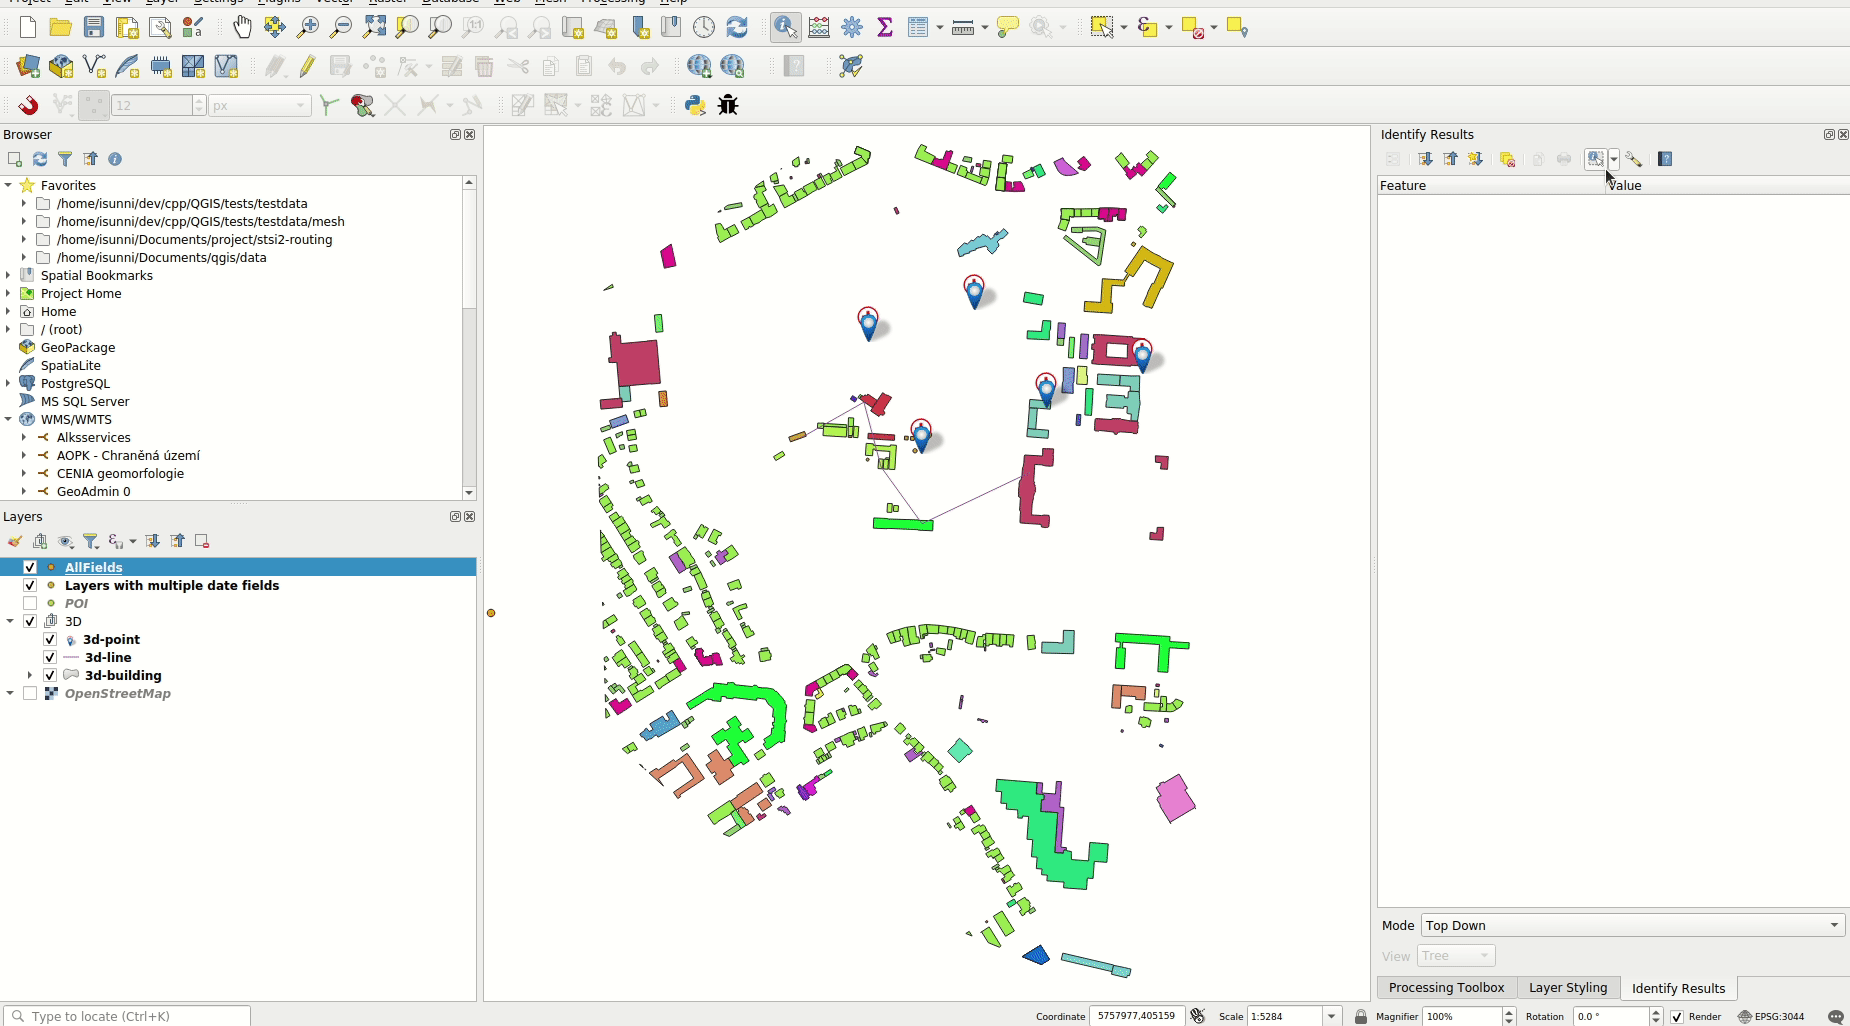 Project Edit View Layer Settings Plugins Vector Raster Database Web Mesh Processing Help
12
px
Browser
Favorites
/home/isunni/dev/cpp/QGIS/tests/testdata
/home/isunni/dev/cpp/QGIS/tests/testdata/mesh
/home/isunni/Documents/project/stsi2-routing
/home/isunni/Documents/qgis/data
Spatial Bookmarks
Project Home
Home
/ (root)
GeoPackage
SpatiaLite
PostgreSQL
MS SQL Server
WMS/WMTS
Alksservices
AOPK - Chraněná území
CENIA geomorfologie
GeoAdmin 0
Layers
AllFields
Layers with multiple date fields
POI
3D
3d-point
3d-line
3d-building
OpenStreetMap
Identify Results
Feature Value
Mode Top Down
View Tree
Processing Toolbox Layer Styling Identify Results
Type to locate (Ctrl+K)
Coordinate 5757977,405159 Scale 1:5284 Magnifier 100% Rotation 0.0 ° Render EPSG:3044